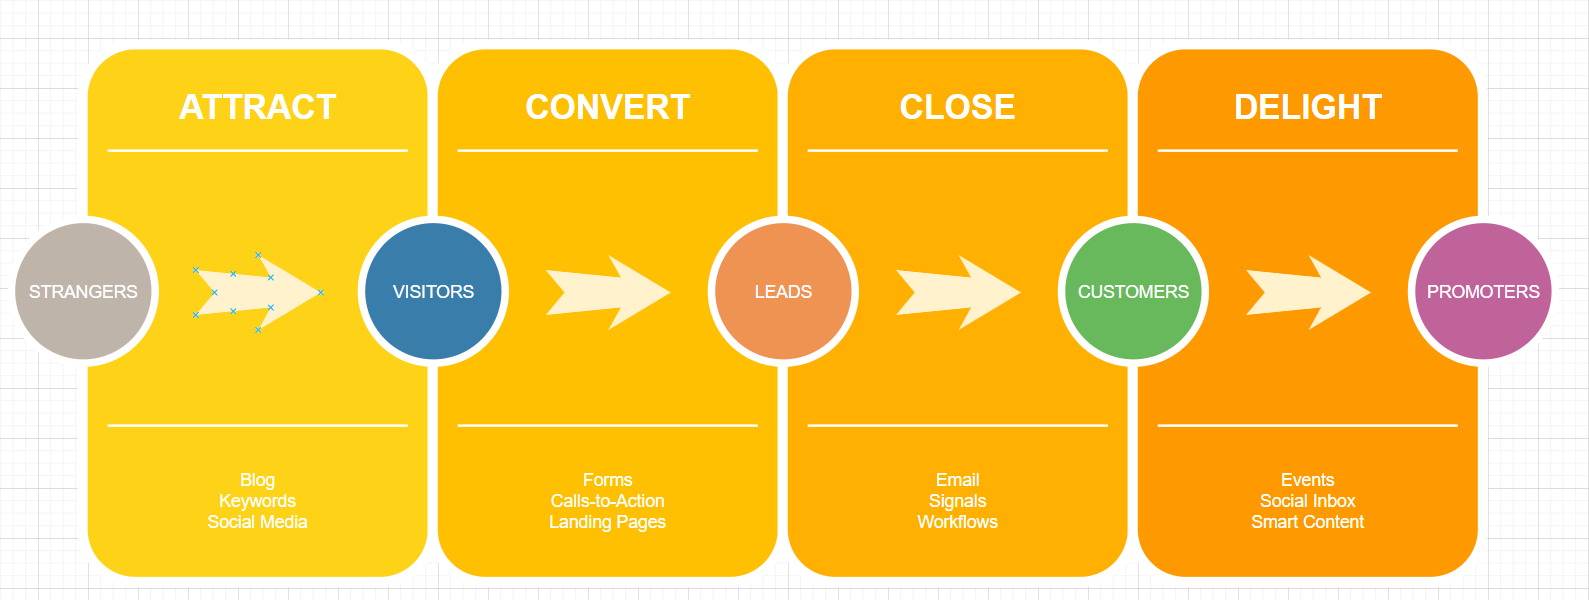 ATTRACT
CONVERT
CLOSE
DELIGHT
STRANGERS
VISITORS
LEADS
CUSTOMERS
PROMOTERS
Blog
Keywords
Social Media
Forms
Calls-to-Action
Landing Pages
Email
Signals
Workflows
Events
Social Inbox
Smart Content